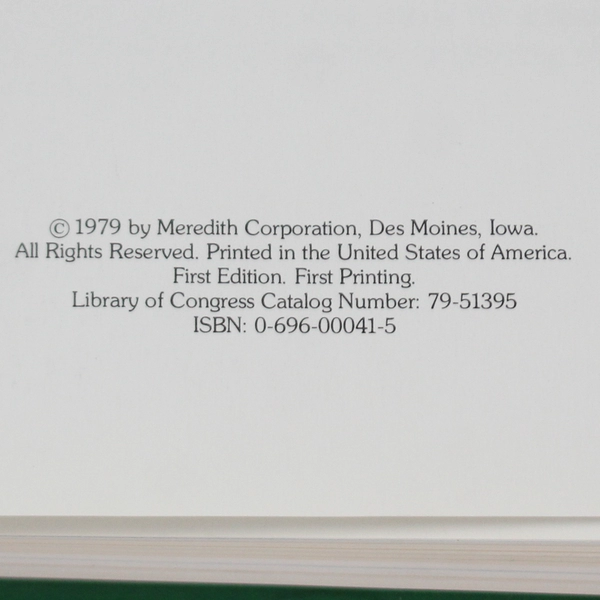 © 1979 by Meredith Corporation, Des Moines, Iowa.
All Rights Reserved. Printed in the United States of America.
First Edition. First Printing.
Library of Congress Catalog Number: 79-51395
ISBN: 0-696-00041-5